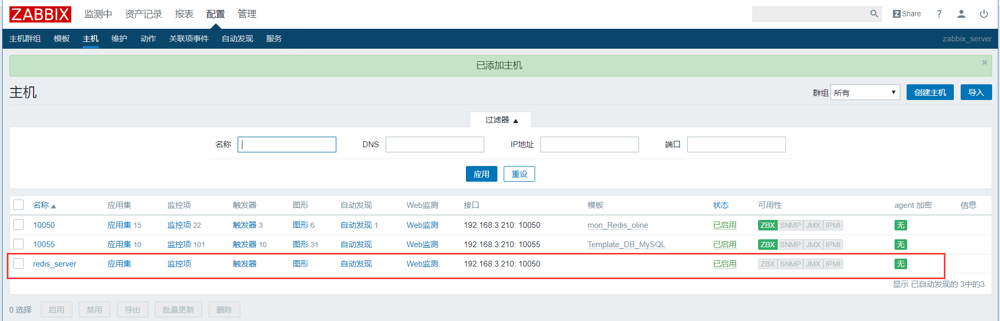 ZABBIX 监测中 资产记录 报表 配置 管理 Z Share ?
主机群组 模板 主机 维护 动作 关联项事件 自动发现 服务 zabbix_server
已添加主机 ×
主机 群组 所有 ▼ 创建主机 导入
过滤器 ▲
名称 DNS IP地址 端口
应用 重设
名称 ▲ 应用集 监控项 触发器 图形 自动发现 Web监测 接口 模板 状态 可用性 agent 加密 信息
10050 应用集 15 监控项 22 触发器 3 图形 6 自动发现 1 Web监测 192.168.3.210: 10050 mon_Redis_oline 已启用 ZBX SNMP JMX IPMI 无
10055 应用集 10 监控项 101 触发器 10 图形 31 自动发现 Web监测 192.168.3.210: 10055 Template_DB_MySQL 已启用 ZBX SNMP JMX IPMI 无
redis_server 应用集 监控项 触发器 图形 自动发现 Web监测 192.168.3.210: 10050 已启用 ZBX SNMP JMX IPMI 无
显示 已自动发现的 3中的3
0 选择 启用 禁用 导出 批量更新 删除